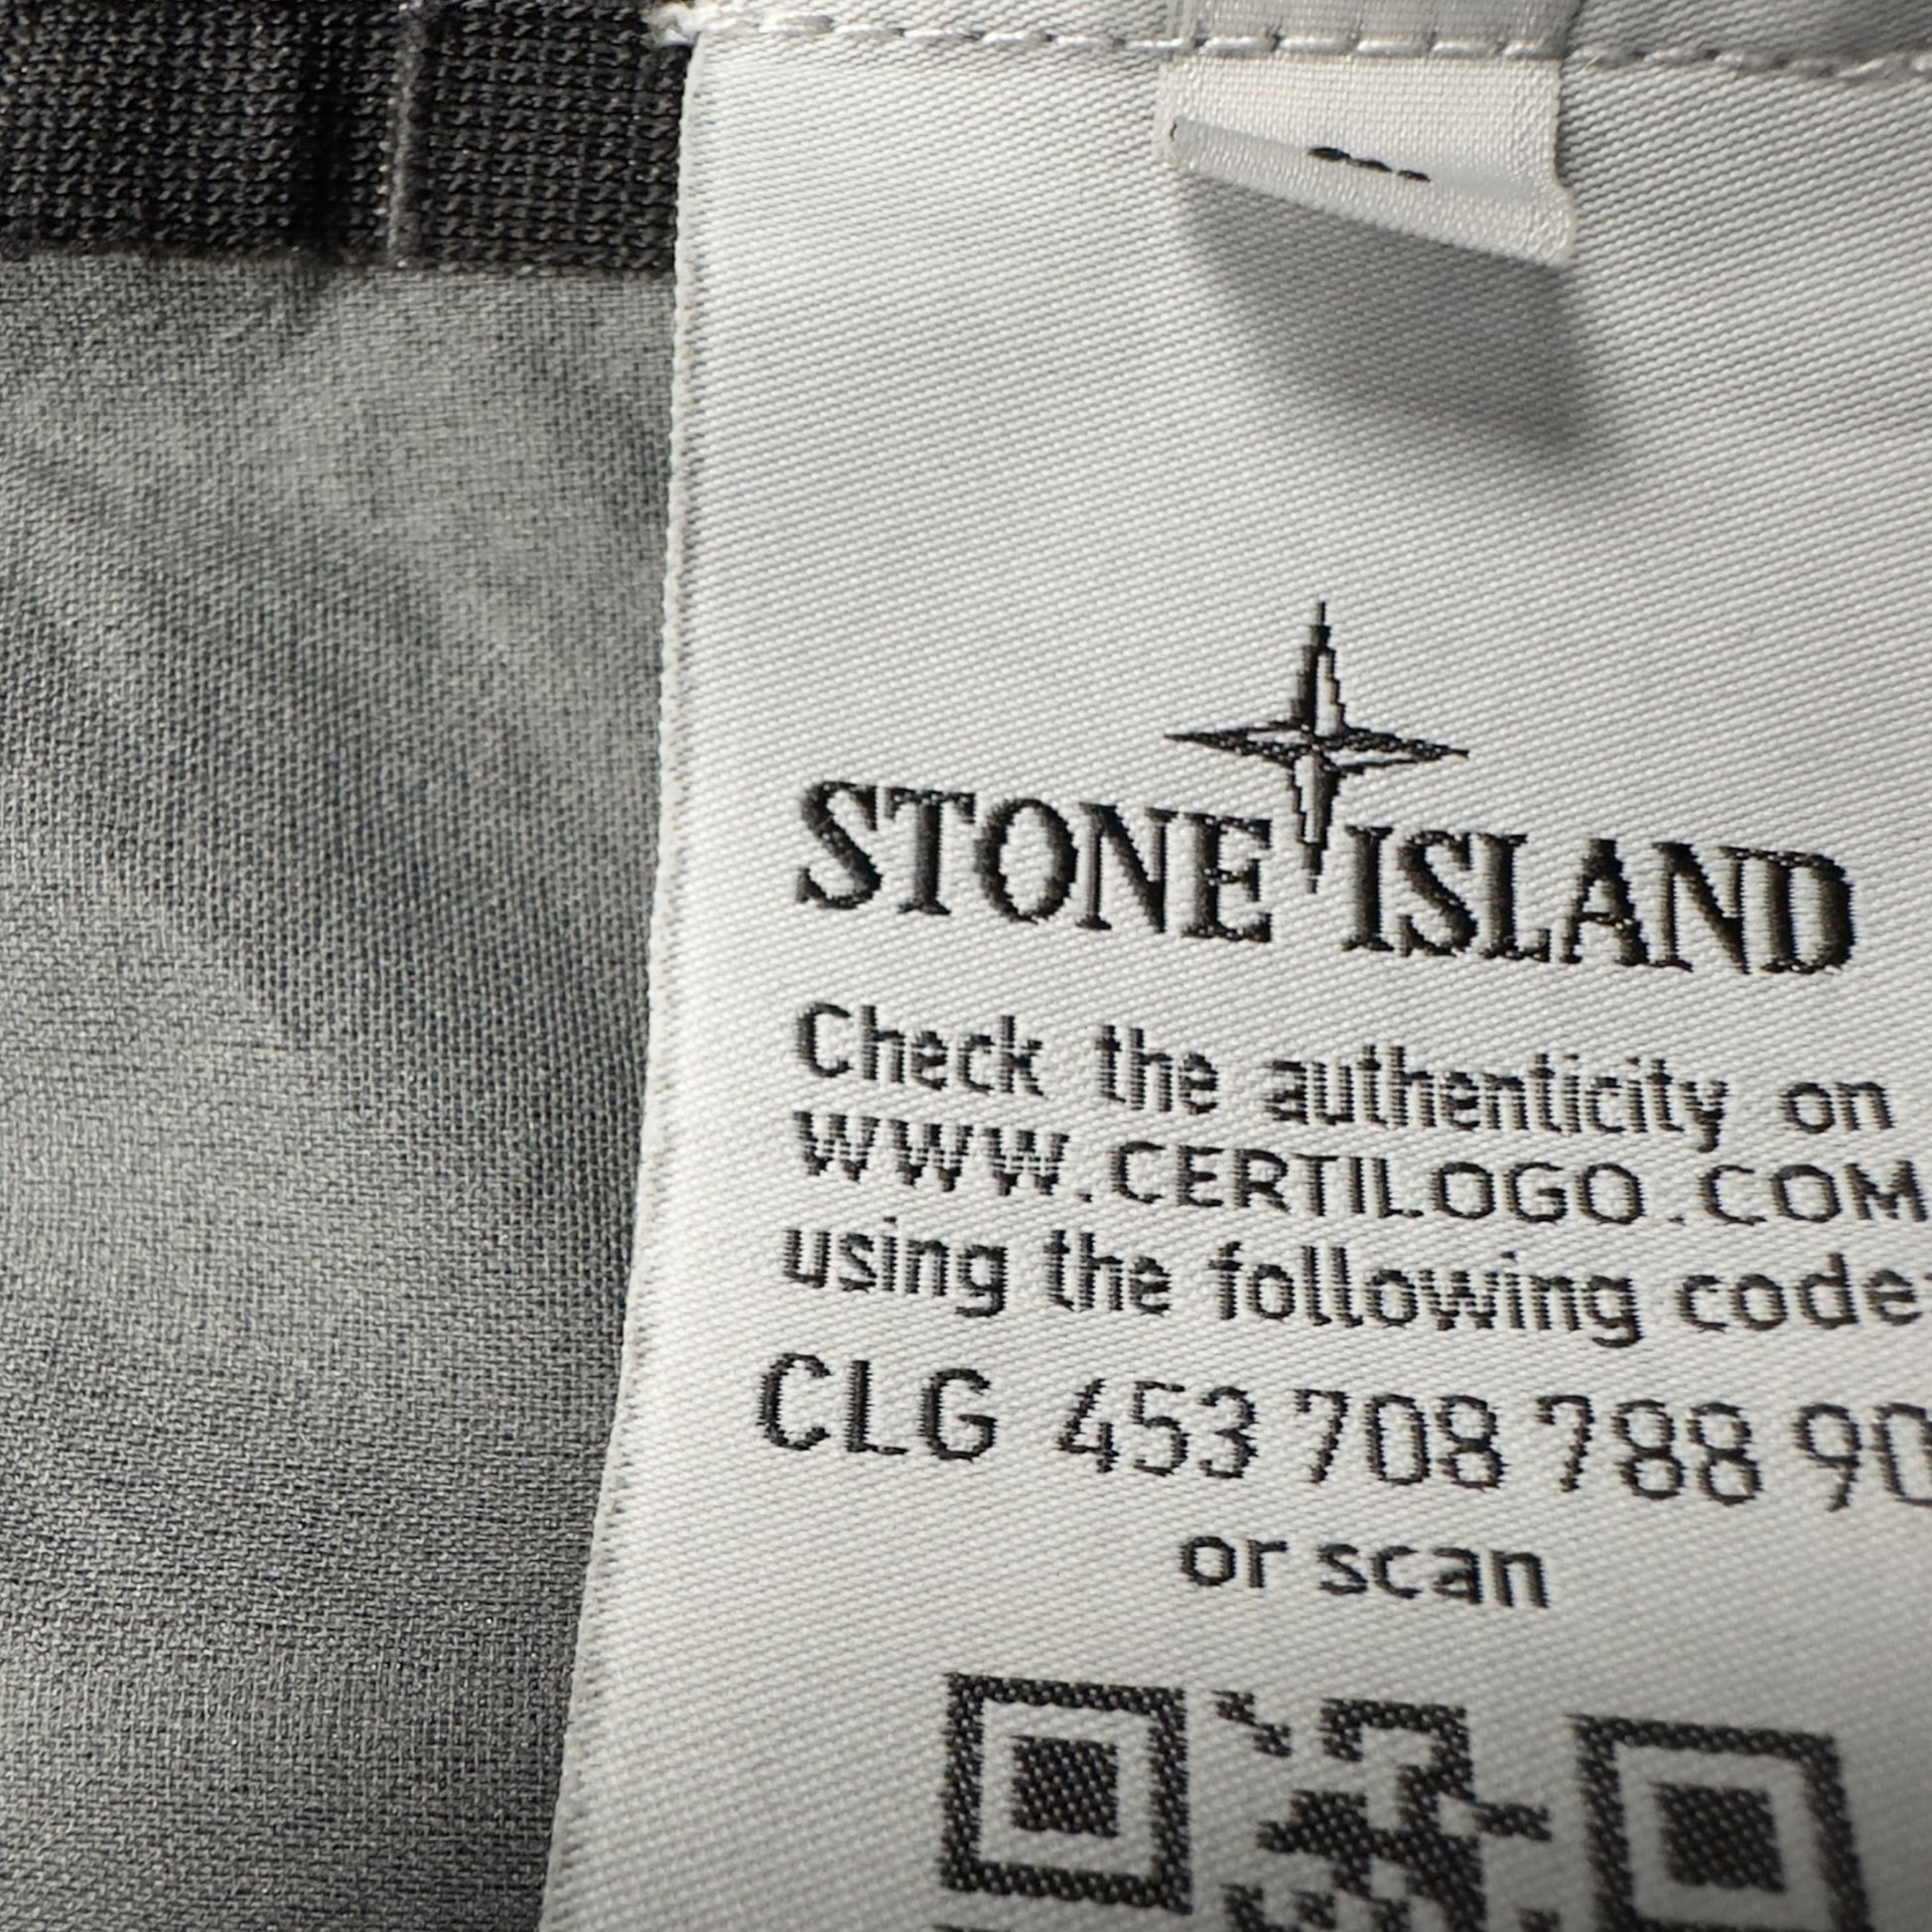 STONE ISLAND
Check the authenticity on
WWW.CERTILOGO.COM
using the following code
CLG 453 708 788 90
or scan